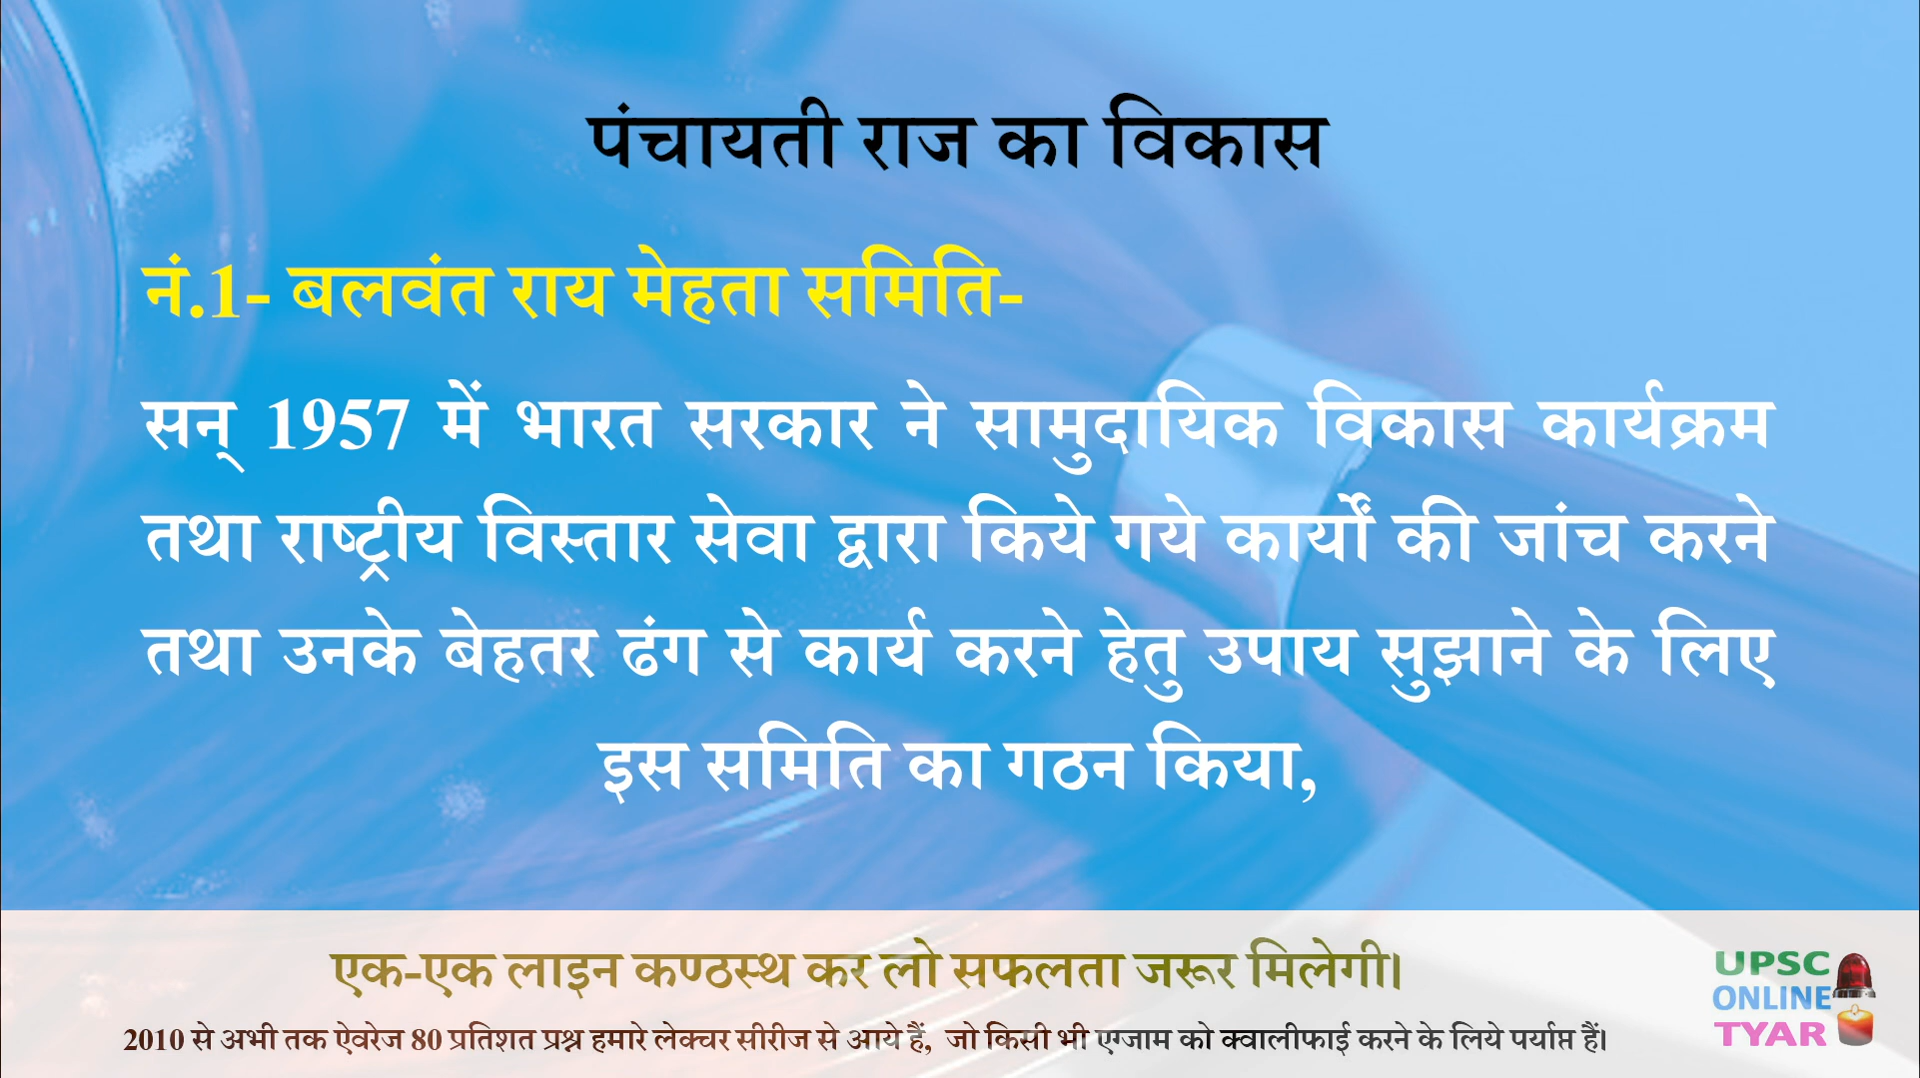 पंचायती राज का विकास
नं.1- बलवंत राय मेहता समिति-
सन् 1957 में भारत सरकार ने सामुदायिक विकास कार्यक्रम
तथा राष्ट्रीय विस्तार सेवा द्वारा किये गये कार्यों की जांच करने
तथा उनके बेहतर ढंग से कार्य करने हेतु उपाय सुझाने के लिए
इस समिति का गठन किया,
एक-एक लाइन कण्ठस्थ कर लो सफलता जरूर मिलेगी।
2010 से अभी तक ऐवरेज 80 प्रतिशत प्रश्न हमारे लेक्चर सीरीज से आये हैं, जो किसी भी एग्जाम को क्वालीफाई करने के लिये पर्याप्त हैं।
UPSC
ONLINE
TYAR